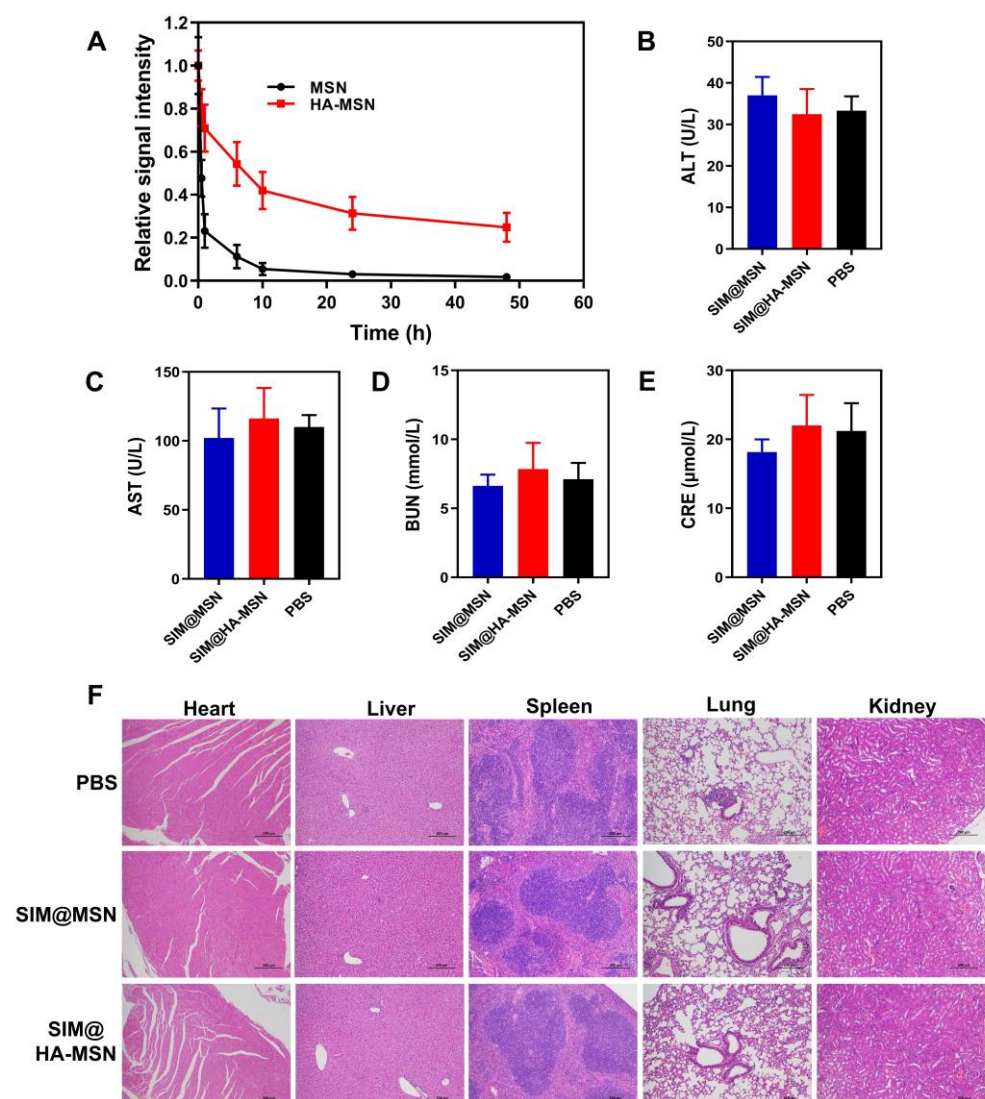 A
Relative signal intensity
1.2
1.0
0.8
0.6
0.4
0.2
0.0
MSN
HA-MSN
0 10 20 30 40 50 60
Time (h)
B
ALT (U/L)
50
40
30
20
10
0
SIM@MSN
SIM@HA-MSN
PBS
C
AST (U/L)
150
100
50
0
SIM@MSN
SIM@HA-MSN
PBS
D
BUN (mmol/L)
15
10
5
0
SIM@MSN
SIM@HA-MSN
PBS
E
CRE (μmol/L)
30
20
10
0
SIM@MSN
SIM@HA-MSN
PBS
F
Heart Liver Spleen Lung Kidney
PBS
SIM@MSN
SIM@
HA-MSN